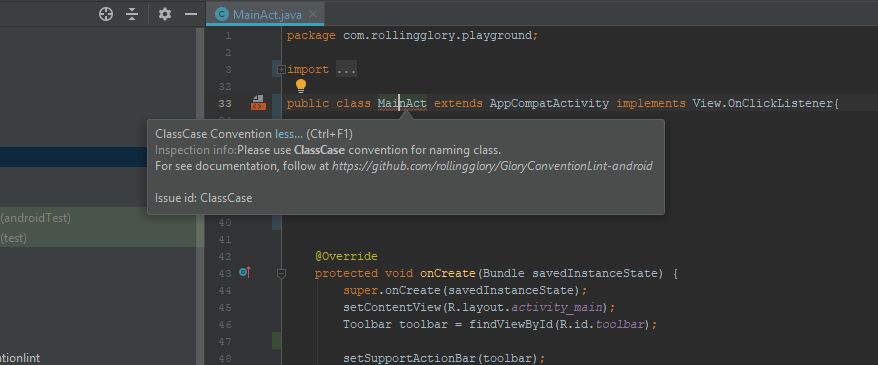 MainAct.java
1 package com.rollingglory.playground;
2
3 import ...
32
33 public class MainAct extends AppCompatActivity implements View.OnClickListener{
ClassCase Convention less... (Ctrl+F1)
Inspection info:Please use ClassCase convention for naming class.
For see documentation, follow at https://github.com/rollingglory/GloryConventionLint-android
Issue id: ClassCase
(androidTest)
(test)
40
41
42 @Override
43 protected void onCreate(Bundle savedInstanceState) {
44 super.onCreate(savedInstanceState);
45 setContentView(R.layout.activity_main);
46 Toolbar toolbar = findViewById(R.id.toolbar);
47
48 setSupportActionBar(toolbar);
ntionlint